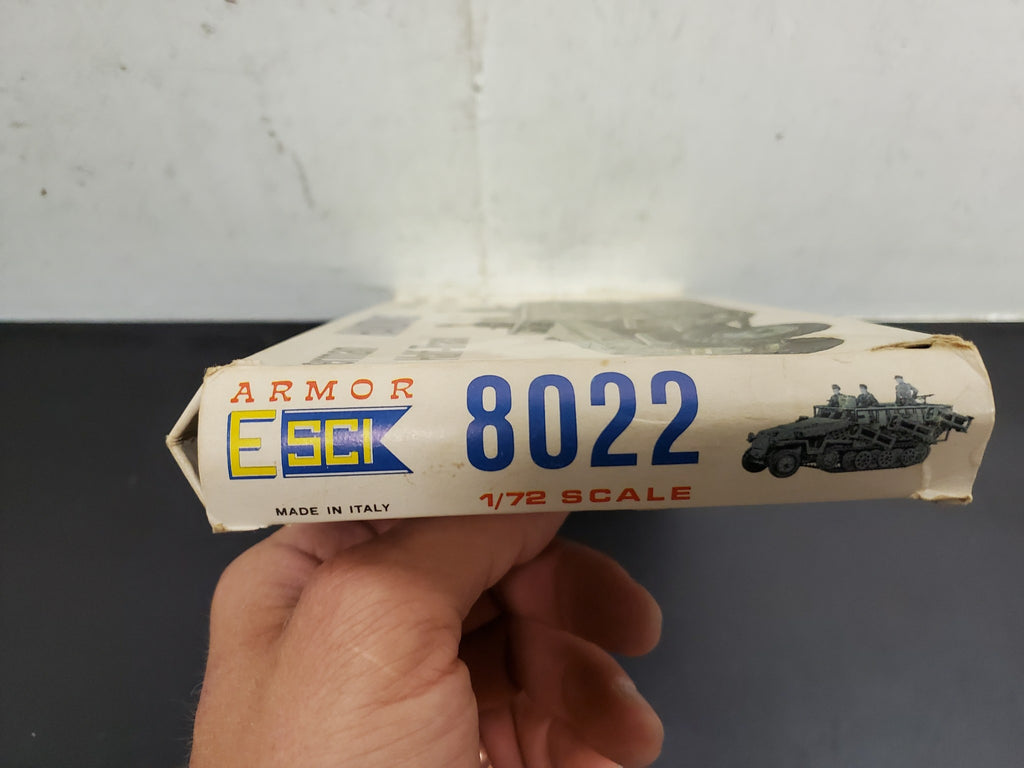 ARMOR
ESCI
MADE IN ITALY
8022
1/72 SCALE